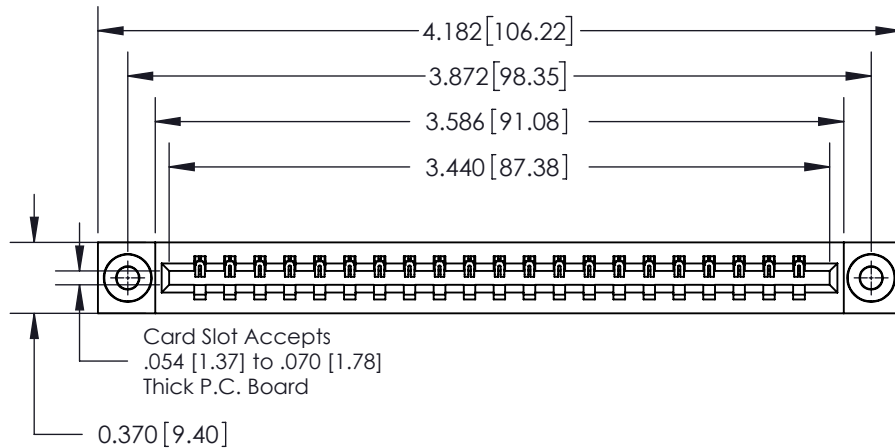 4.182[106.22]
3.872[98.35]
3.586[91.08]
3.440[87.38]
Card Slot Accepts
.054 [1.37] to .070 [1.78]
Thick P.C. Board
0.370[9.40]